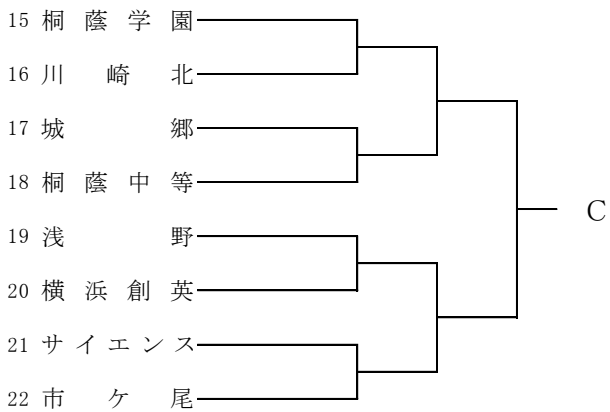 15 桐蔭学園
16 川崎北
17 城郷
18 桐蔭中等
19 浅野
20 横浜創英
21 サイエンス
22 市ケ尾
C